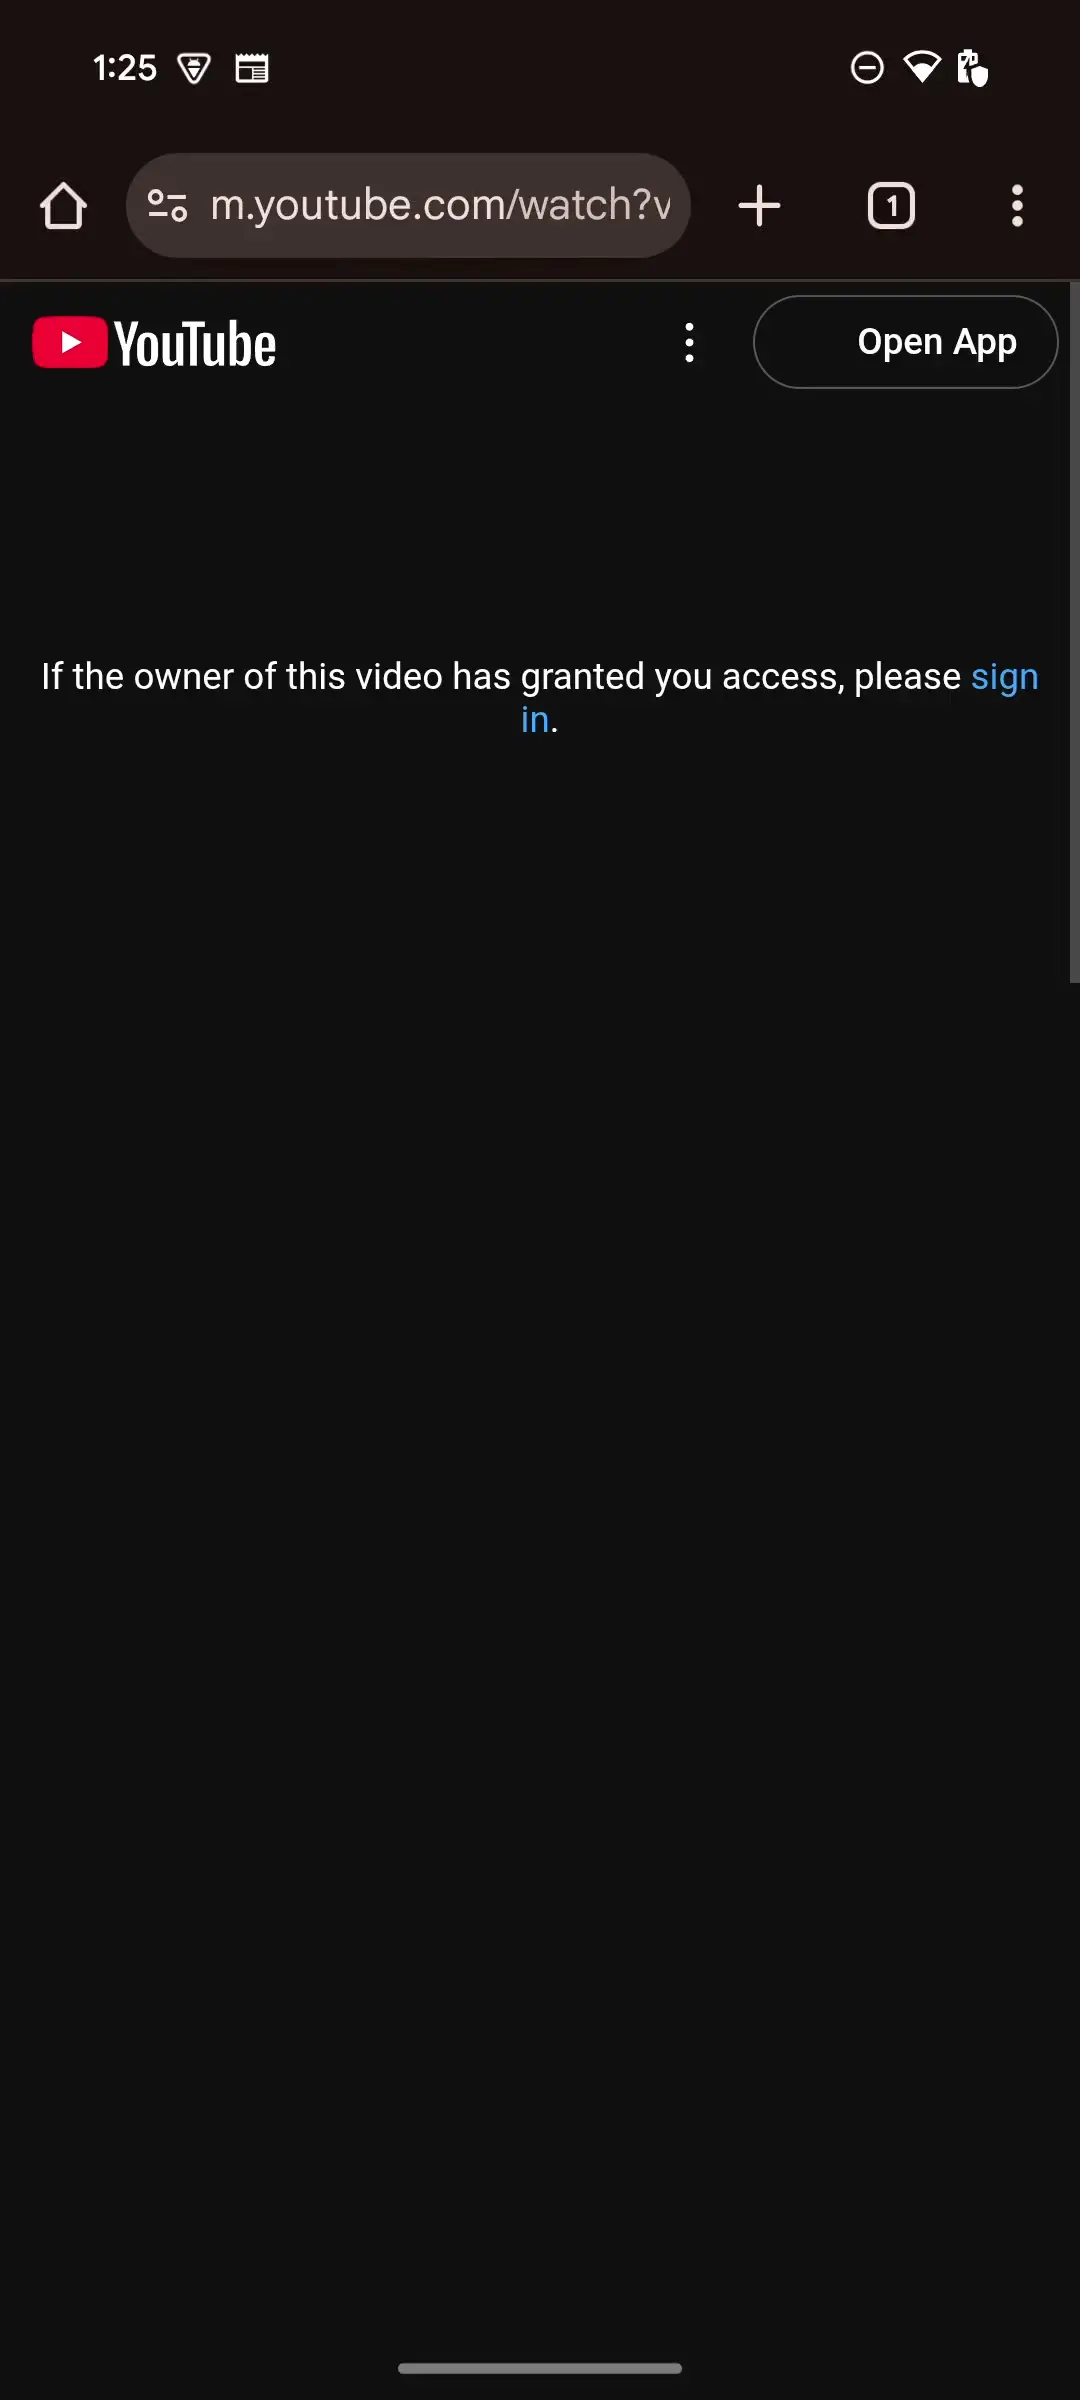 1:25
m.youtube.com/watch?v
1
YouTube
Open App
If the owner of this video has granted you access, please sign
in.